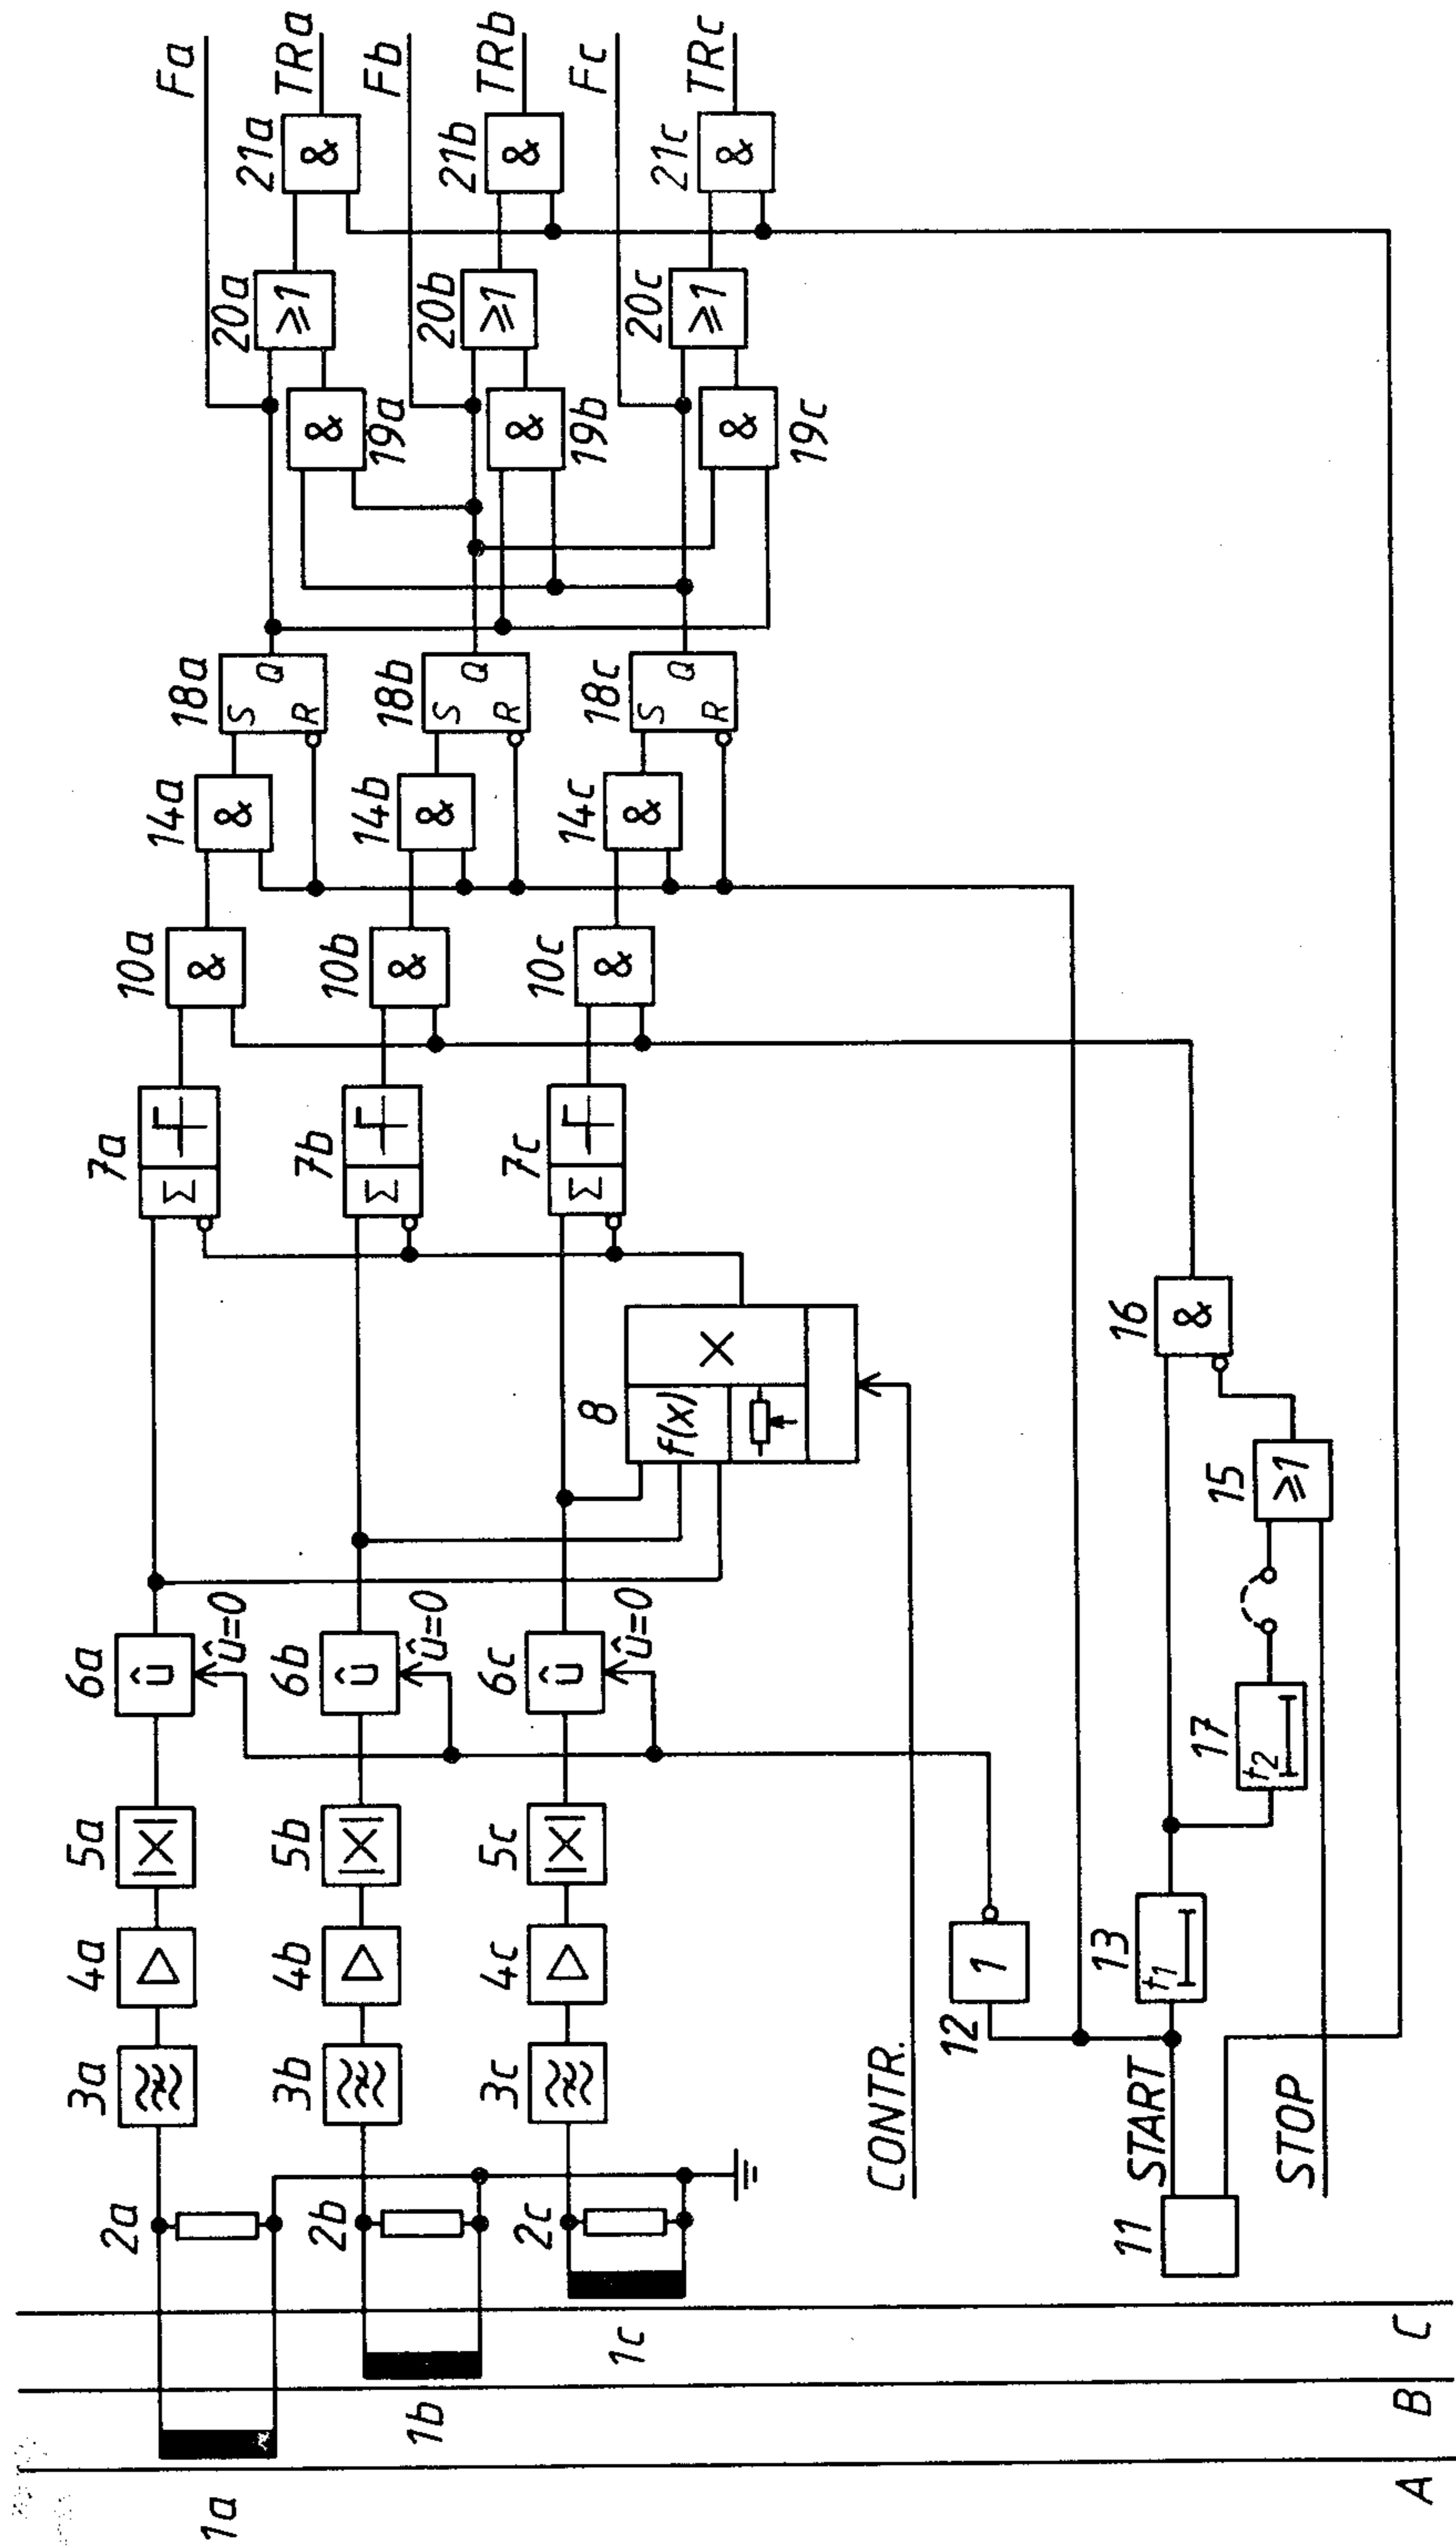 1a
2a
3a
4a
5a
|X|
6a
û
û=0
7a
Σ
10a
&
14a
&
18a
S
Q
R
19a
&
20a
≥1
21a
&
Fa
TRa
1b
2b
3b
4b
5b
|X|
6b
û
û=0
7b
Σ
10b
&
14b
&
18b
S
Q
R
19b
&
20b
≥1
21b
&
Fb
TRb
1c
2c
3c
4c
5c
|X|
6c
û
û=0
7c
Σ
10c
&
14c
&
18c
S
Q
R
19c
&
20c
≥1
21c
&
Fc
TRc
8
f(x)
X
CONTR.
12
1
11
START
13
t1
16
&
17
t2
15
≥1
STOP
A
B
C